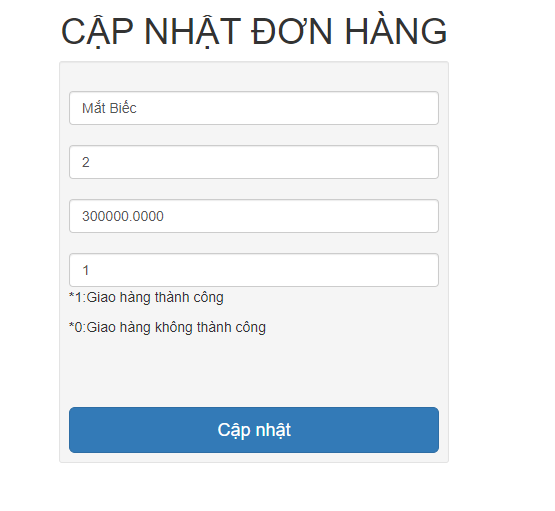 CẬP NHẬT ĐƠN HÀNG
Mắt Biếc
2
300000.0000
1
*1:Giao hàng thành công
*0:Giao hàng không thành công
Cập nhật